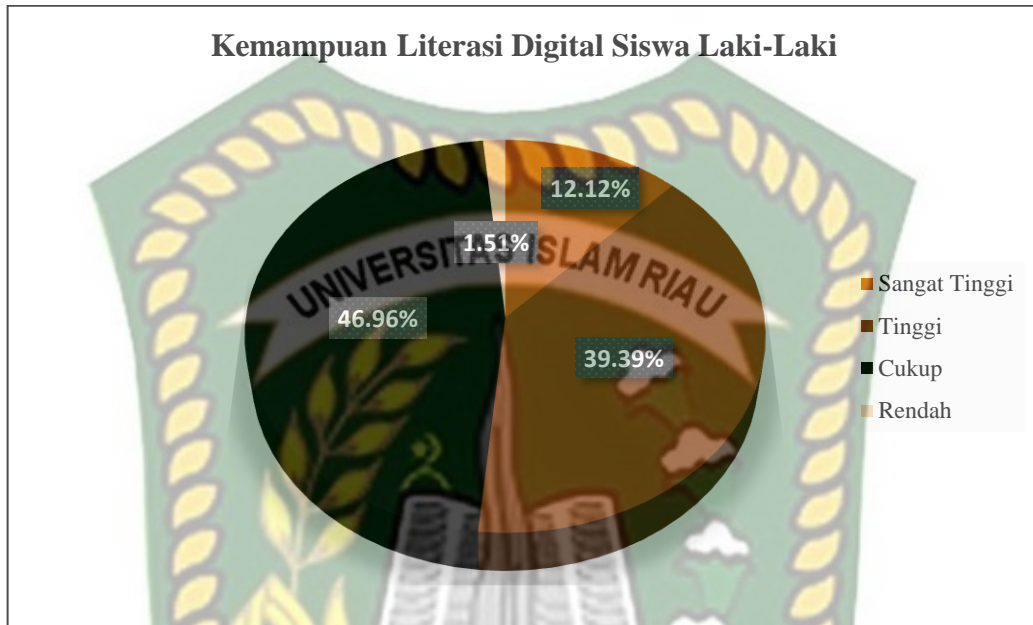 Kemampuan Literasi Digital Siswa Laki-Laki
12.12%
1.51%
UNIVERSITAS ISLAM RIAU
46.96%
39.39%
Sangat Tinggi
Tinggi
Cukup
Rendah